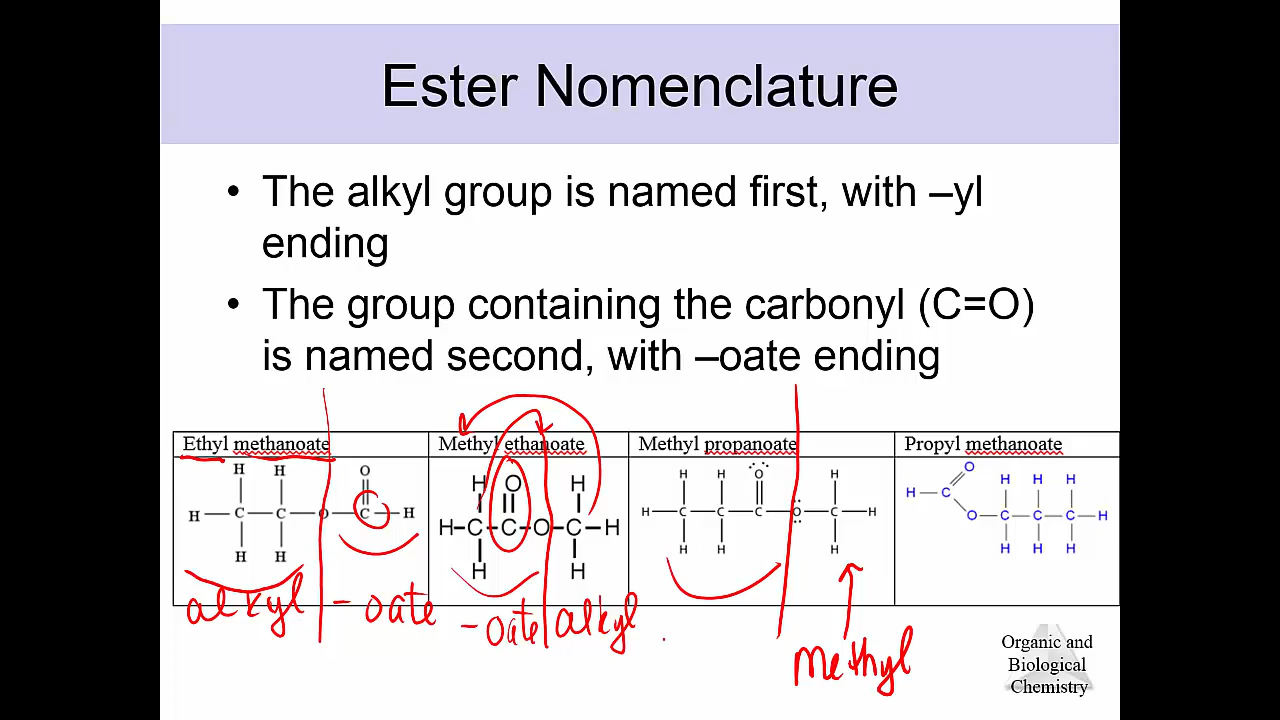 Ester Nomenclature
• The alkyl group is named first, with –yl
ending
• The group containing the carbonyl (C=O)
is named second, with –oate ending
Ethyl methanoate
Methyl ethanoate
Methyl propanoate
Propyl methanoate
H H O
H C C O C H
H H
H O H
H C C O C H
H H
H H O H
H C C C O C H
H H H
O
H C H H H
O C C C H
H H H
alkyl
-oate
-oate
alkyl
Methyl
Organic and
Biological
Chemistry